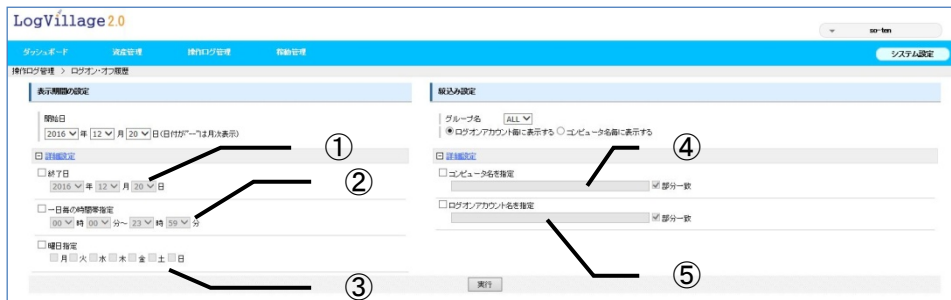 LogVillage 2.0
so-ten
ダッシュボード 資産管理 操作ログ管理 稼働管理 システム設定
操作ログ管理 > ログオン・オフ履歴
表示期間の設定
開始日
2016 年 12 月 20 日(日付が"--"は月次表示)
詳細設定
終了日
2016 年 12 月 20 日
①
一日毎の時間帯指定
00 時 00 分～ 23 時 59 分
②
曜日指定
月 火 水 木 金 土 日
③
絞込み設定
グループ名 ALL
ログオンアカウント毎に表示する コンピュータ名毎に表示する
詳細設定
コンピュータ名を指定
部分一致
④
ログオンアカウント名を指定
部分一致
⑤
実行